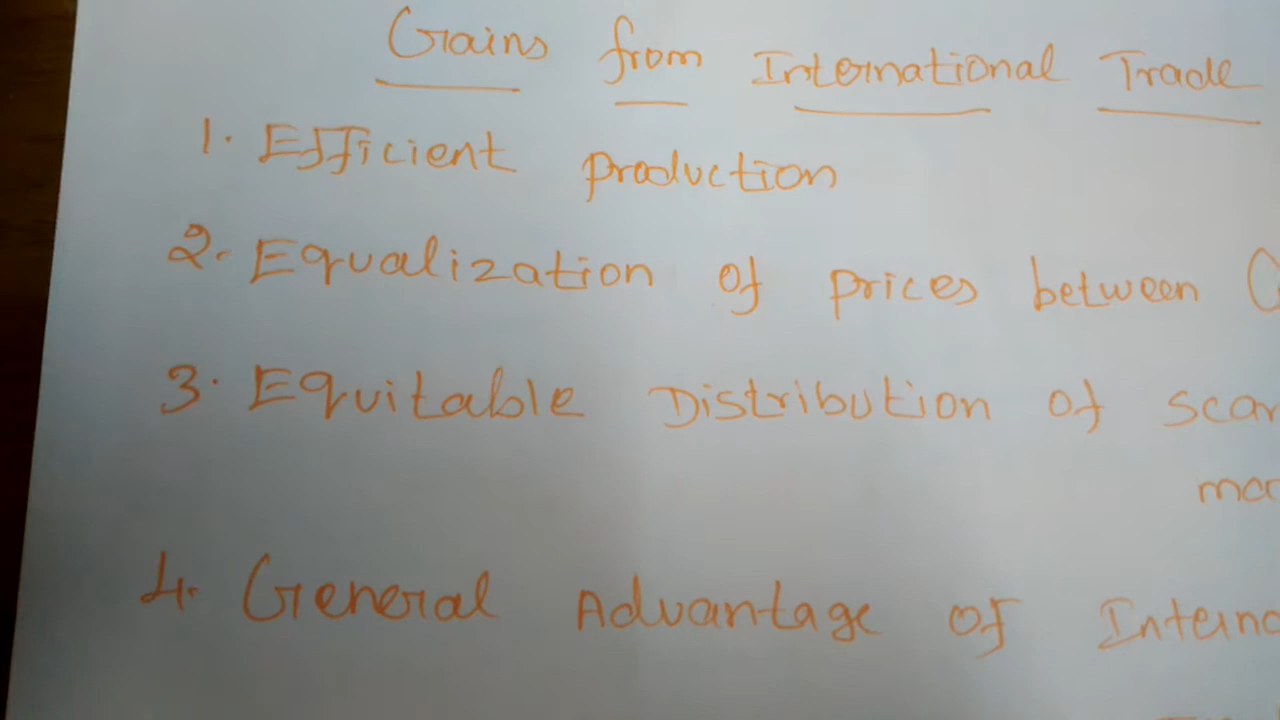 Gains from International Trade
1. Efficient production
2. Equalization of prices between
3. Equitable Distribution of
4. General Advantage of